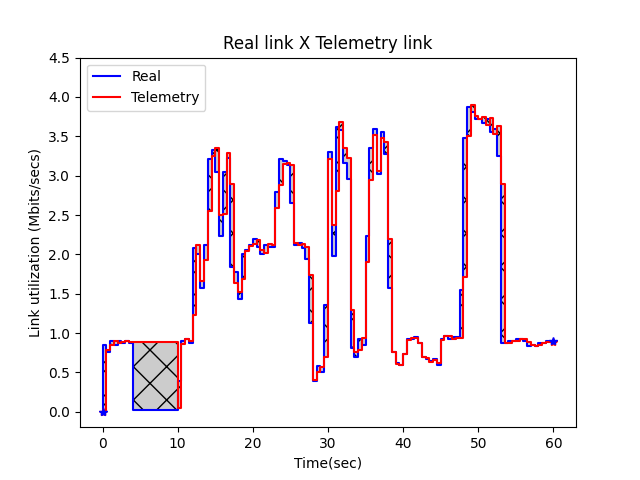 Real link X Telemetry link
Link utilization (Mbits/secs)
4.5
4.0
3.5
3.0
2.5
2.0
1.5
1.0
0.5
0.0
Real
Telemetry
0 10 20 30 40 50 60
Time(sec)